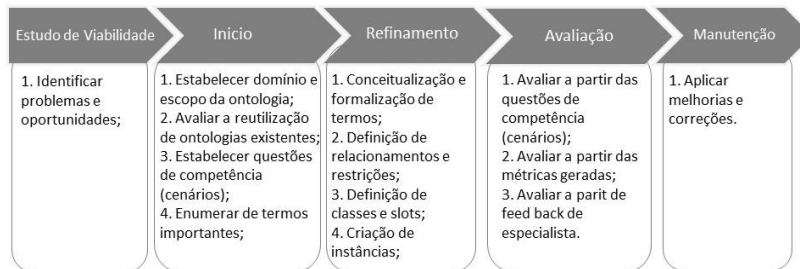 Estudo de Viabilidade
Inicio
Refinamento
Avaliação
Manutenção
1. Identificar
problemas e
oportunidades;
1. Estabelecer domínio e
escopo da ontologia;
2. Avaliar a reutilização
de ontologias existentes;
3. Estabelecer questões
de competência
(cenários);
4. Enumerar de termos
importantes;
1. Conceitualização e
formalização de
termos;
2. Definição de
relacionamentos e
restrições;
3. Definição de
classes e slots;
4. Criação de
instâncias;
1. Avaliar a partir das
questões de
competência
(cenários);
2. Avaliar a partir das
métricas geradas;
3. Avaliar a parit de
feed back de
especialista.
1. Aplicar
melhorias e
correções.